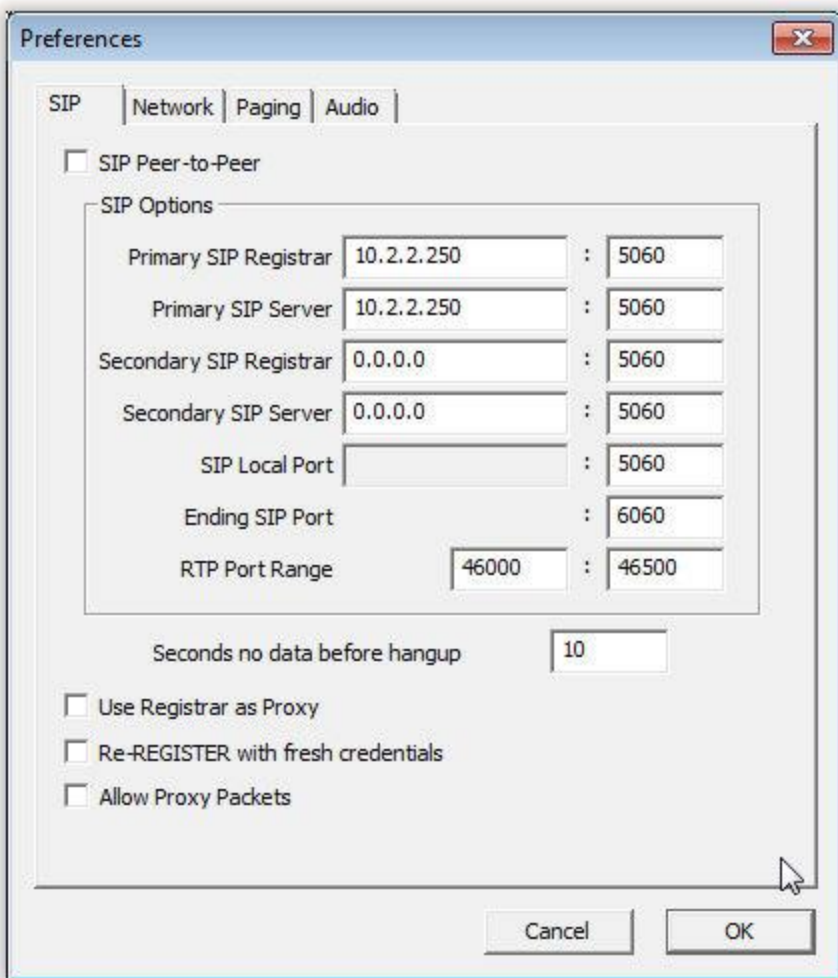 Preferences
SIP Network Paging Audio
SIP Peer-to-Peer
SIP Options
Primary SIP Registrar 10.2.2.250 : 5060
Primary SIP Server 10.2.2.250 : 5060
Secondary SIP Registrar 0.0.0.0 : 5060
Secondary SIP Server 0.0.0.0 : 5060
SIP Local Port : 5060
Ending SIP Port : 6060
RTP Port Range 46000 : 46500
Seconds no data before hangup 10
Use Registrar as Proxy
Re-REGISTER with fresh credentials
Allow Proxy Packets
Cancel OK